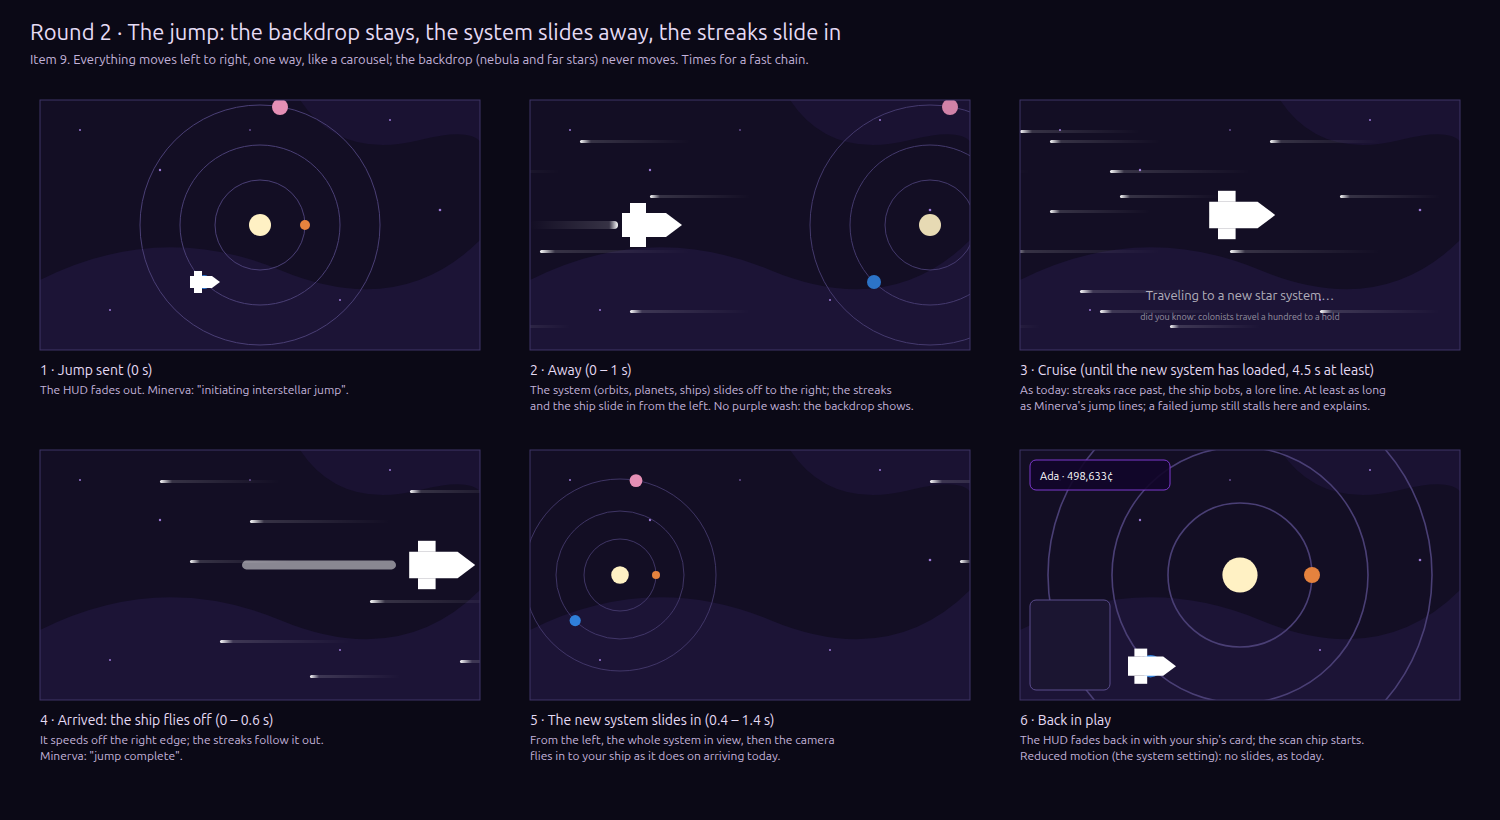 Round 2 · The jump: the backdrop stays, the system slides away, the streaks slide in
Item 9. Everything moves left to right, one way, like a carousel; the backdrop (nebula and far stars) never moves. Times for a fast chain.
Traveling to a new star system…
did you know: colonists travel a hundred to a hold
1 · Jump sent (0 s)
The HUD fades out. Minerva: "initiating interstellar jump".
2 · Away (0 – 1 s)
The system (orbits, planets, ships) slides off to the right; the streaks
and the ship slide in from the left. No purple wash: the backdrop shows.
3 · Cruise (until the new system has loaded, 4.5 s at least)
As today: streaks race past, the ship bobs, a lore line. At least as long
as Minerva's jump lines; a failed jump still stalls here and explains.
Ada · 498,633¢
4 · Arrived: the ship flies off (0 – 0.6 s)
It speeds off the right edge; the streaks follow it out.
Minerva: "jump complete".
5 · The new system slides in (0.4 – 1.4 s)
From the left, the whole system in view, then the camera
flies in to your ship as it does on arriving today.
6 · Back in play
The HUD fades back in with your ship's card; the scan chip starts.
Reduced motion (the system setting): no slides, as today.